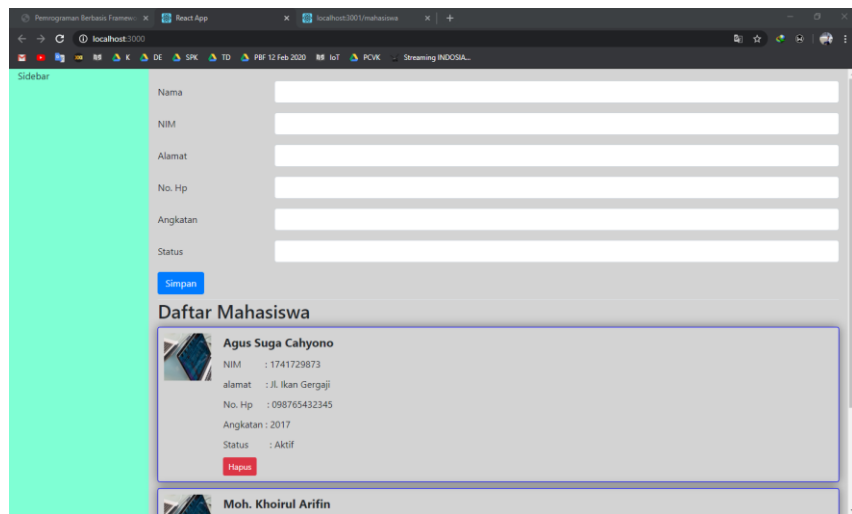 Pemrograman Berbasis Framewo
React App
localhost:3001/mahasiswa
localhost:3000
K
DE
SPK
TD
PBF 12 Feb 2020
IoT
PCVK
Streaming INDOSIA...
Sidebar
Nama
NIM
Alamat
No. Hp
Angkatan
Status
Simpan
Daftar Mahasiswa
Agus Suga Cahyono
NIM : 1741729873
alamat : Jl. Ikan Gergaji
No. Hp : 098765432345
Angkatan : 2017
Status : Aktif
Hapus
Moh. Khoirul Arifin